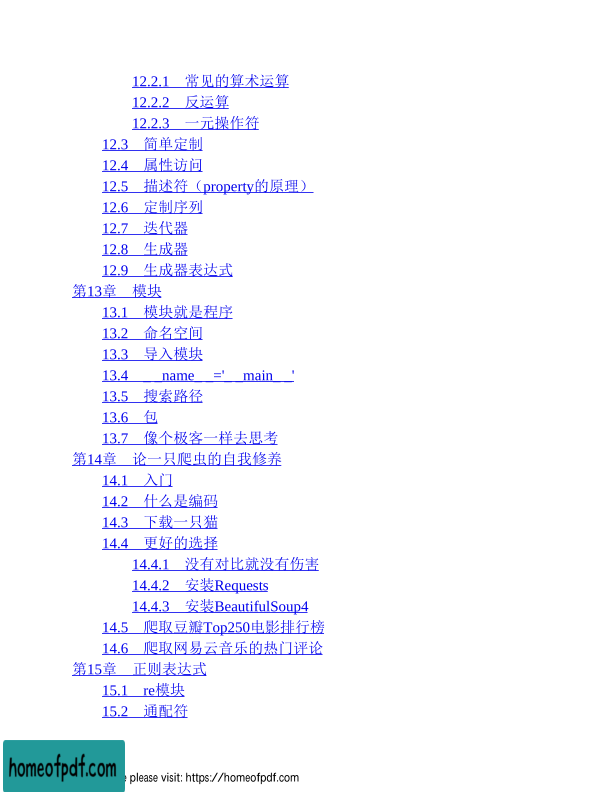 12.2.1 常见的算术运算
12.2.2 反运算
12.2.3 一元操作符
12.3 简单定制
12.4 属性访问
12.5 描述符（property的原理）
12.6 定制序列
12.7 迭代器
12.8 生成器
12.9 生成器表达式
第13章 模块
13.1 模块就是程序
13.2 命名空间
13.3 导入模块
13.4 _ _name_ _='_ _main_ _'
13.5 搜索路径
13.6 包
13.7 像个极客一样去思考
第14章 论一只爬虫的自我修养
14.1 入门
14.2 什么是编码
14.3 下载一只猫
14.4 更好的选择
14.4.1 没有对比就没有伤害
14.4.2 安装Requests
14.4.3 安装BeautifulSoup4
14.5 爬取豆瓣Top250电影排行榜
14.6 爬取网易云音乐的热门评论
第15章 正则表达式
15.1 re模块
15.2 通配符
homeofpdf.com
please visit: https://homeofpdf.com